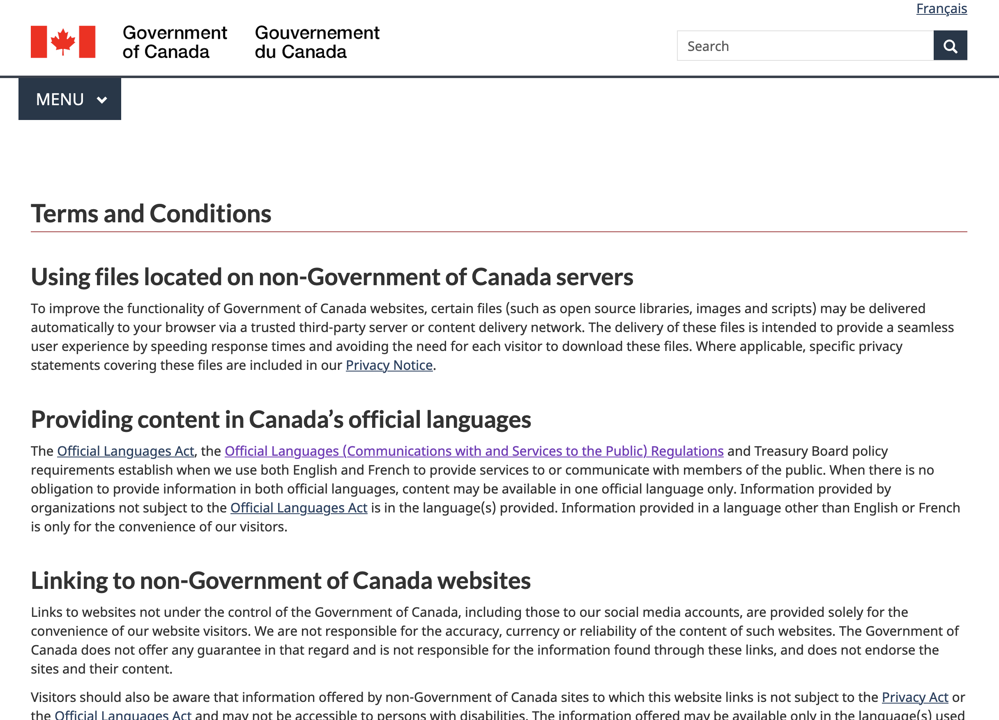 Français
Government of Canada
Gouvernement du Canada
Search
MENU
Terms and Conditions
Using files located on non-Government of Canada servers
To improve the functionality of Government of Canada websites, certain files (such as open source libraries, images and scripts) may be delivered
automatically to your browser via a trusted third-party server or content delivery network. The delivery of these files is intended to provide a seamless
user experience by speeding response times and avoiding the need for each visitor to download these files. Where applicable, specific privacy
statements covering these files are included in our Privacy Notice.
Providing content in Canada’s official languages
The Official Languages Act, the Official Languages (Communications with and Services to the Public) Regulations and Treasury Board policy
requirements establish when we use both English and French to provide services to or communicate with members of the public. When there is no
obligation to provide information in both official languages, content may be available in one official language only. Information provided by
organizations not subject to the Official Languages Act is in the language(s) provided. Information provided in a language other than English or French
is only for the convenience of our visitors.
Linking to non-Government of Canada websites
Links to websites not under the control of the Government of Canada, including those to our social media accounts, are provided solely for the
convenience of our website visitors. We are not responsible for the accuracy, currency or reliability of the content of such websites. The Government of
Canada does not offer any guarantee in that regard and is not responsible for the information found through these links, and does not endorse the
sites and their content.
Visitors should also be aware that information offered by non-Government of Canada sites to which this website links is not subject to the Privacy Act or
the Official Languages Act and may not be accessible to persons with disabilities. The information offered may be available only in the language(s) used